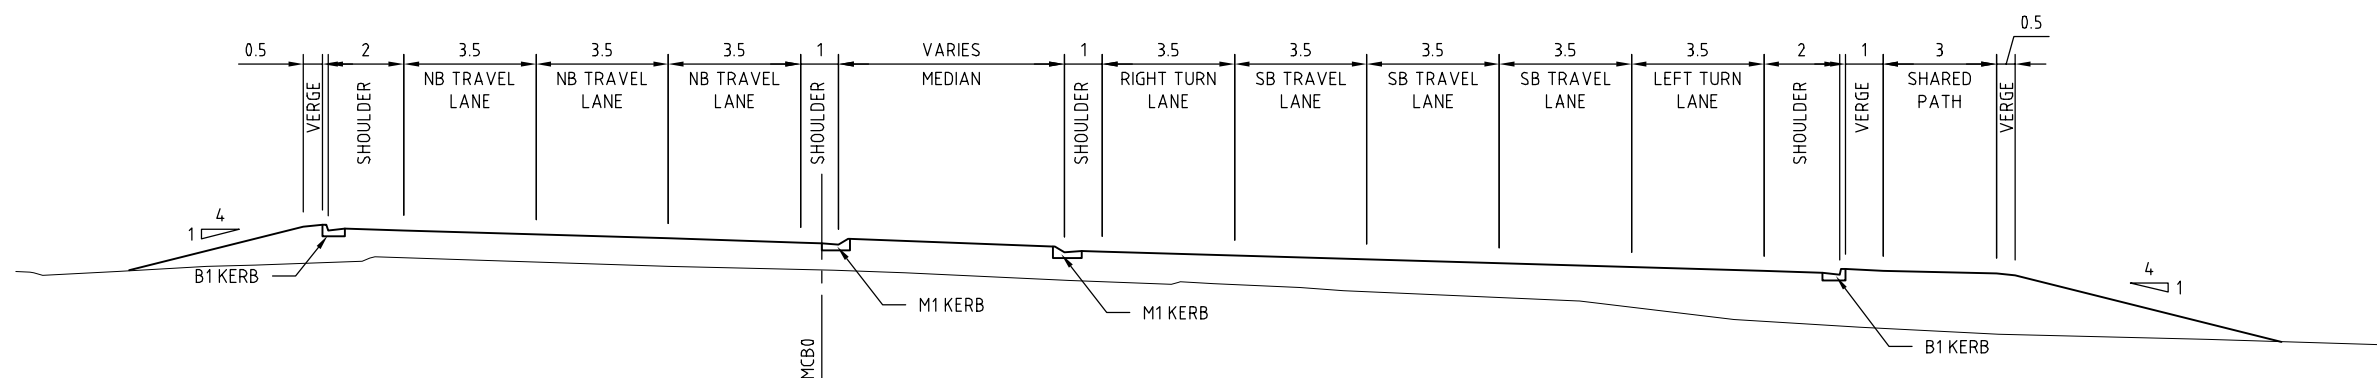 0.5
0.5 2 3.5 3.5 3.5 1 VARIES 1 3.5 3.5 3.5 3.5 3.5 2 1 3
VERGE
SHOULDER
NB TRAVEL
LANE
NB TRAVEL
LANE
NB TRAVEL
LANE
SHOULDER
MEDIAN
SHOULDER
RIGHT TURN
LANE
SB TRAVEL
LANE
SB TRAVEL
LANE
SB TRAVEL
LANE
LEFT TURN
LANE
SHOULDER
VERGE
SHARED
PATH
VERGE
4
1
B1 KERB
M1 KERB
M1 KERB
4
1
B1 KERB
MCB0